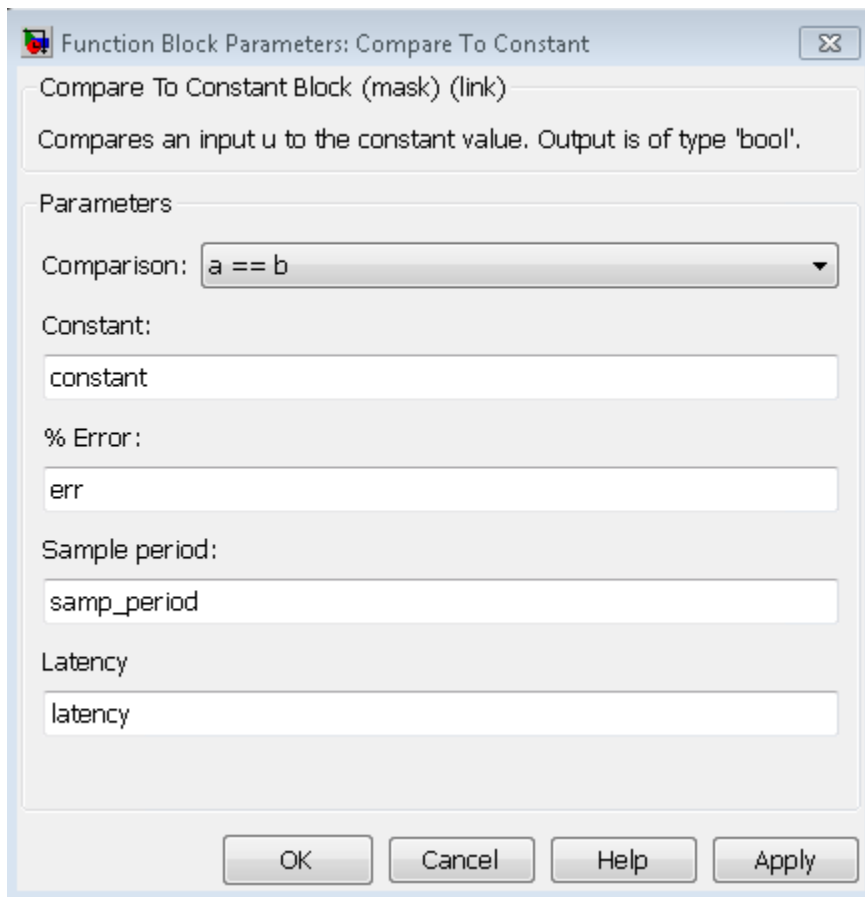 Function Block Parameters: Compare To Constant
Compare To Constant Block (mask) (link)
Compares an input u to the constant value. Output is of type 'bool'.
Parameters
Comparison: a == b
Constant:
constant
% Error:
err
Sample period:
samp_period
Latency
latency
OK Cancel Help Apply